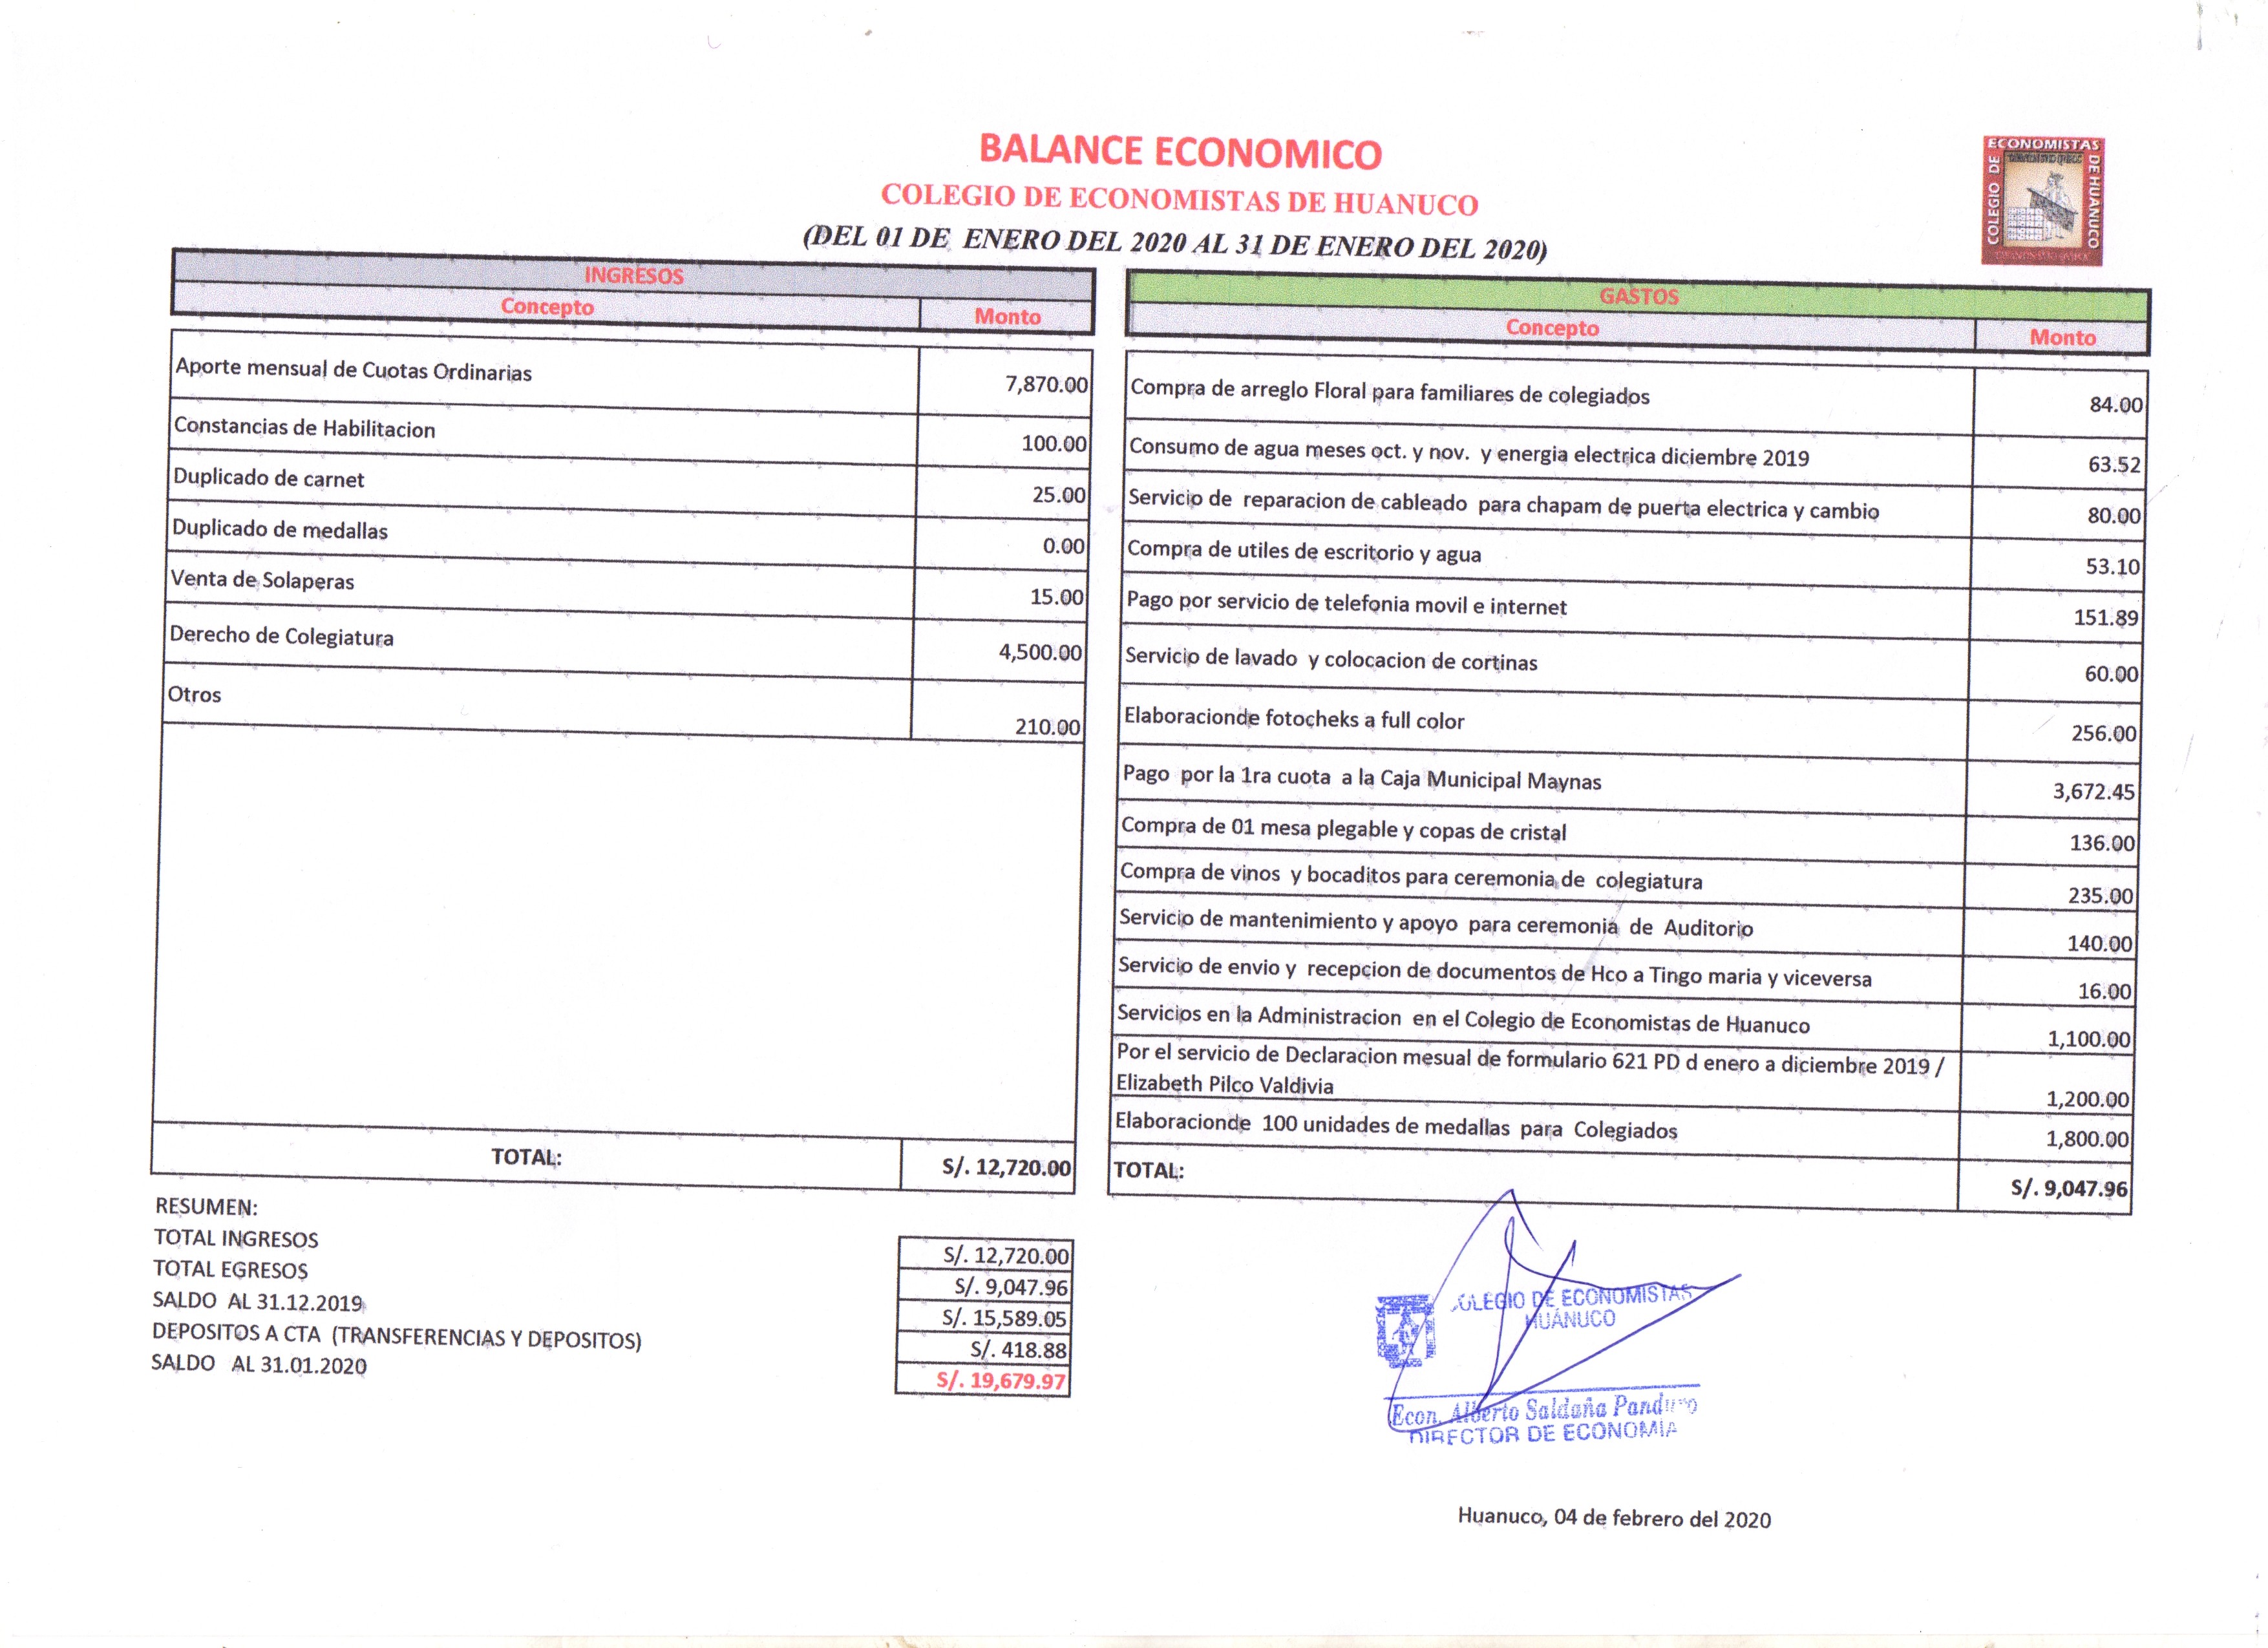 BALANCE ECONOMICO
COLEGIO DE ECONOMISTAS DE HUANUCO
(DEL 01 DE ENERO DEL 2020 AL 31 DE ENERO DEL 2020)
ECONOMISTAS
COLEGIO DE
DE HUANUCO
INGRESOS
Concepto Monto
Aporte mensual de Cuotas Ordinarias 7,870.00
Constancias de Habilitacion 100.00
Duplicado de carnet 25.00
Duplicado de medallas 0.00
Venta de Solaperas 15.00
Derecho de Colegiatura 4,500.00
Otros 210.00
TOTAL: S/. 12,720.00
GASTOS
Concepto Monto
Compra de arreglo Floral para familiares de colegiados 84.00
Consumo de agua meses oct. y nov. y energia electrica diciembre 2019 63.52
Servicio de reparacion de cableado para chapam de puerta electrica y cambio 80.00
Compra de utiles de escritorio y agua 53.10
Pago por servicio de telefonia movil e internet 151.89
Servicio de lavado y colocacion de cortinas 60.00
Elaboracionde fotocheks a full color 256.00
Pago por la 1ra cuota a la Caja Municipal Maynas 3,672.45
Compra de 01 mesa plegable y copas de cristal 136.00
Compra de vinos y bocaditos para ceremonia de colegiatura 235.00
Servicio de mantenimiento y apoyo para ceremonia de Auditorio 140.00
Servicio de envio y recepcion de documentos de Hco a Tingo maria y viceversa 16.00
Servicios en la Administracion en el Colegio de Economistas de Huanuco 1,100.00
Por el servicio de Declaracion mesual de formulario 621 PD d enero a diciembre 2019 /
Elizabeth Pilco Valdivia 1,200.00
Elaboracionde 100 unidades de medallas para Colegiados 1,800.00
TOTAL: S/. 9,047.96
RESUMEN:
TOTAL INGRESOS S/. 12,720.00
TOTAL EGRESOS S/. 9,047.96
SALDO AL 31.12.2019 S/. 15,589.05
DEPOSITOS A CTA (TRANSFERENCIAS Y DEPOSITOS) S/. 418.88
SALDO AL 31.01.2020 S/. 19,679.97
COLEGIO DE ECONOMISTAS
HUÁNUCO
Econ. Alberto Saldaña Panduro
DIRECTOR DE ECONOMIA
Huanuco, 04 de febrero del 2020